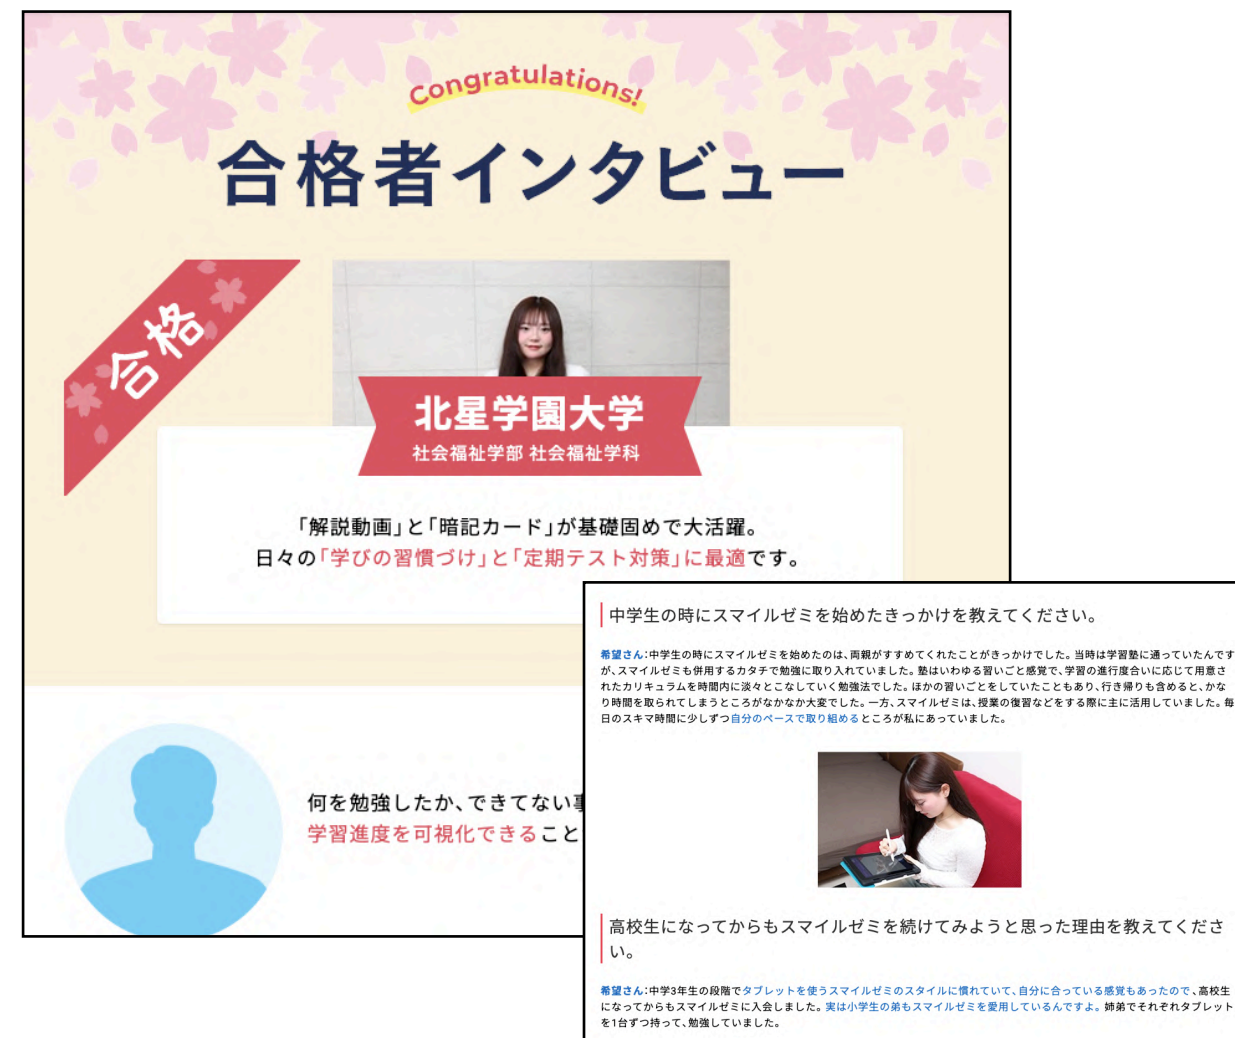 Congratulations!
合格者インタビュー
合格
北星学園大学
社会福祉学部 社会福祉学科
「解説動画」と「暗記カード」が基礎固めで大活躍。
日々の「学びの習慣づけ」と「定期テスト対策」に最適です。
何を勉強したか、できてない
学習進度を可視化できること
中学生の時にスマイルゼミを始めたきっかけを教えてください。
希望さん:中学生の時にスマイルゼミを始めたのは、両親がすすめてくれたことがきっかけでした。当時は学習塾に通っていたんです
が、スマイルゼミも併用するカタチで勉強に取り入れていました。塾はいわゆる習いごと感覚で、学習の進行度合いに応じて用意さ
れたカリキュラムを時間内に淡々とこなしていく勉強法でした。ほかの習いごとをしていたこともあり、行き帰りも含めると、かな
り時間を取られてしまうところがなかなか大変でした。一方、スマイルゼミは、授業の復習などをする際に主に活用していました。毎
日のスキマ時間に少しずつ自分のペースで取り組めるところが私にあっていました。
高校生になってからもスマイルゼミを続けてみようと思った理由を教えてくださ
い。
希望さん:中学3年生の段階でタブレットを使うスマイルゼミのスタイルに慣れていて、自分に合っている感覚もあったので、高校生
になってからもスマイルゼミに入会しました。実は小学生の弟もスマイルゼミを愛用しているんですよ。姉弟でそれぞれタブレット
を1台ずつ持って、勉強していました。